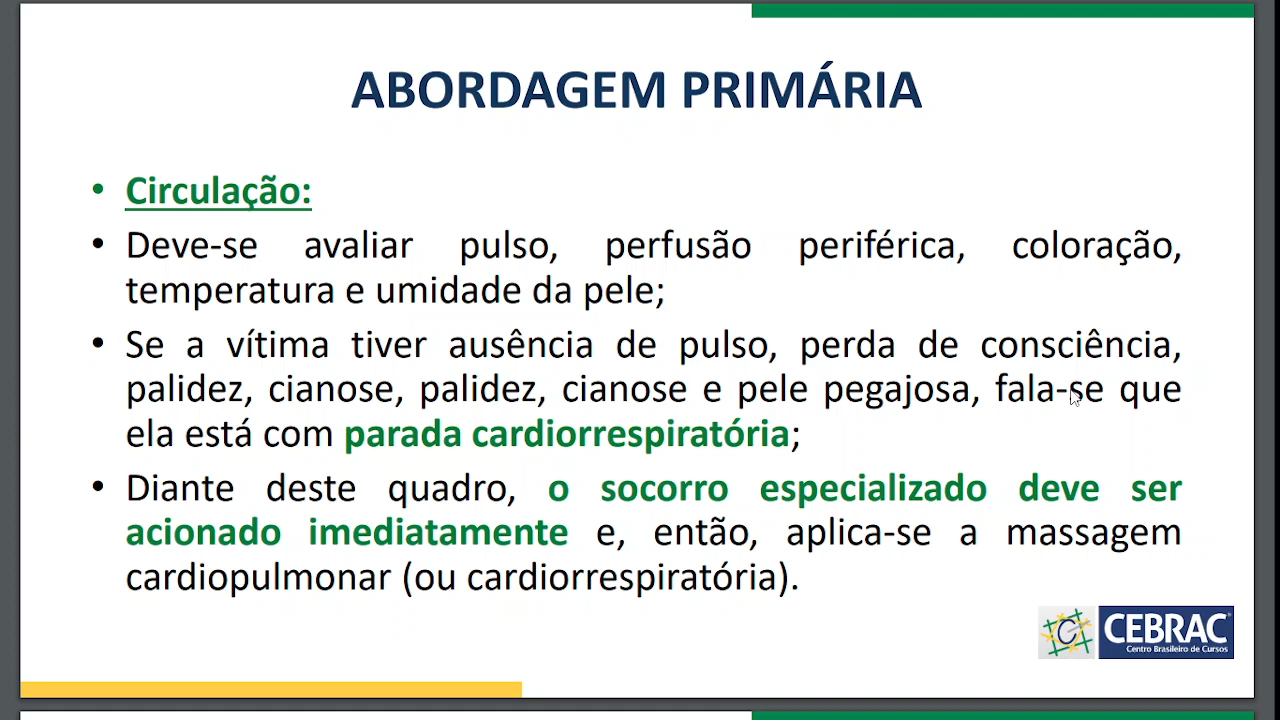 ABORDAGEM PRIMÁRIA
• Circulação:
• Deve-se avaliar pulso, perfusão periférica, coloração,
temperatura e umidade da pele;
• Se a vítima tiver ausência de pulso, perda de consciência,
palidez, cianose, palidez, cianose e pele pegajosa, fala-se que
ela está com parada cardiorrespiratória;
• Diante deste quadro, o socorro especializado deve ser
acionado imediatamente e, então, aplica-se a massagem
cardiopulmonar (ou cardiorrespiratória).
C CEBRAC®
Centro Brasileiro de Cursos